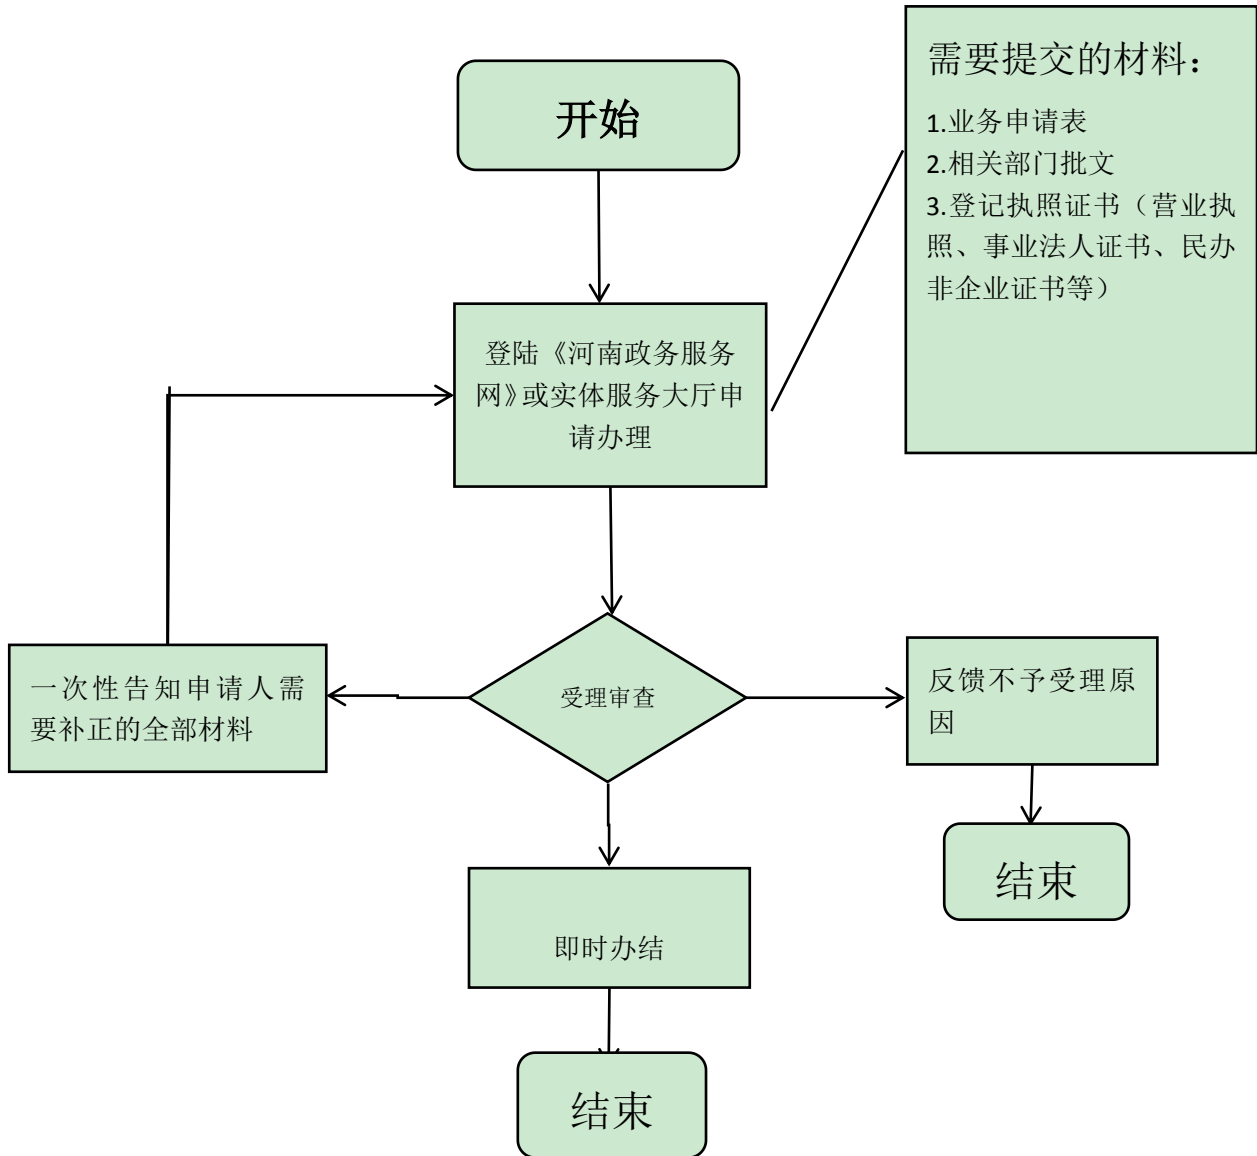 开始
需要提交的材料：
1.业务申请表
2.相关部门批文
3.登记执照证书（营业执
照、事业法人证书、民办
非企业证书等）
登陆《河南政务服务
网》或实体服务大厅申
请办理
一次性告知申请人需
要补正的全部材料
受理审查
反馈不予受理原
因
结束
即时办结
结束